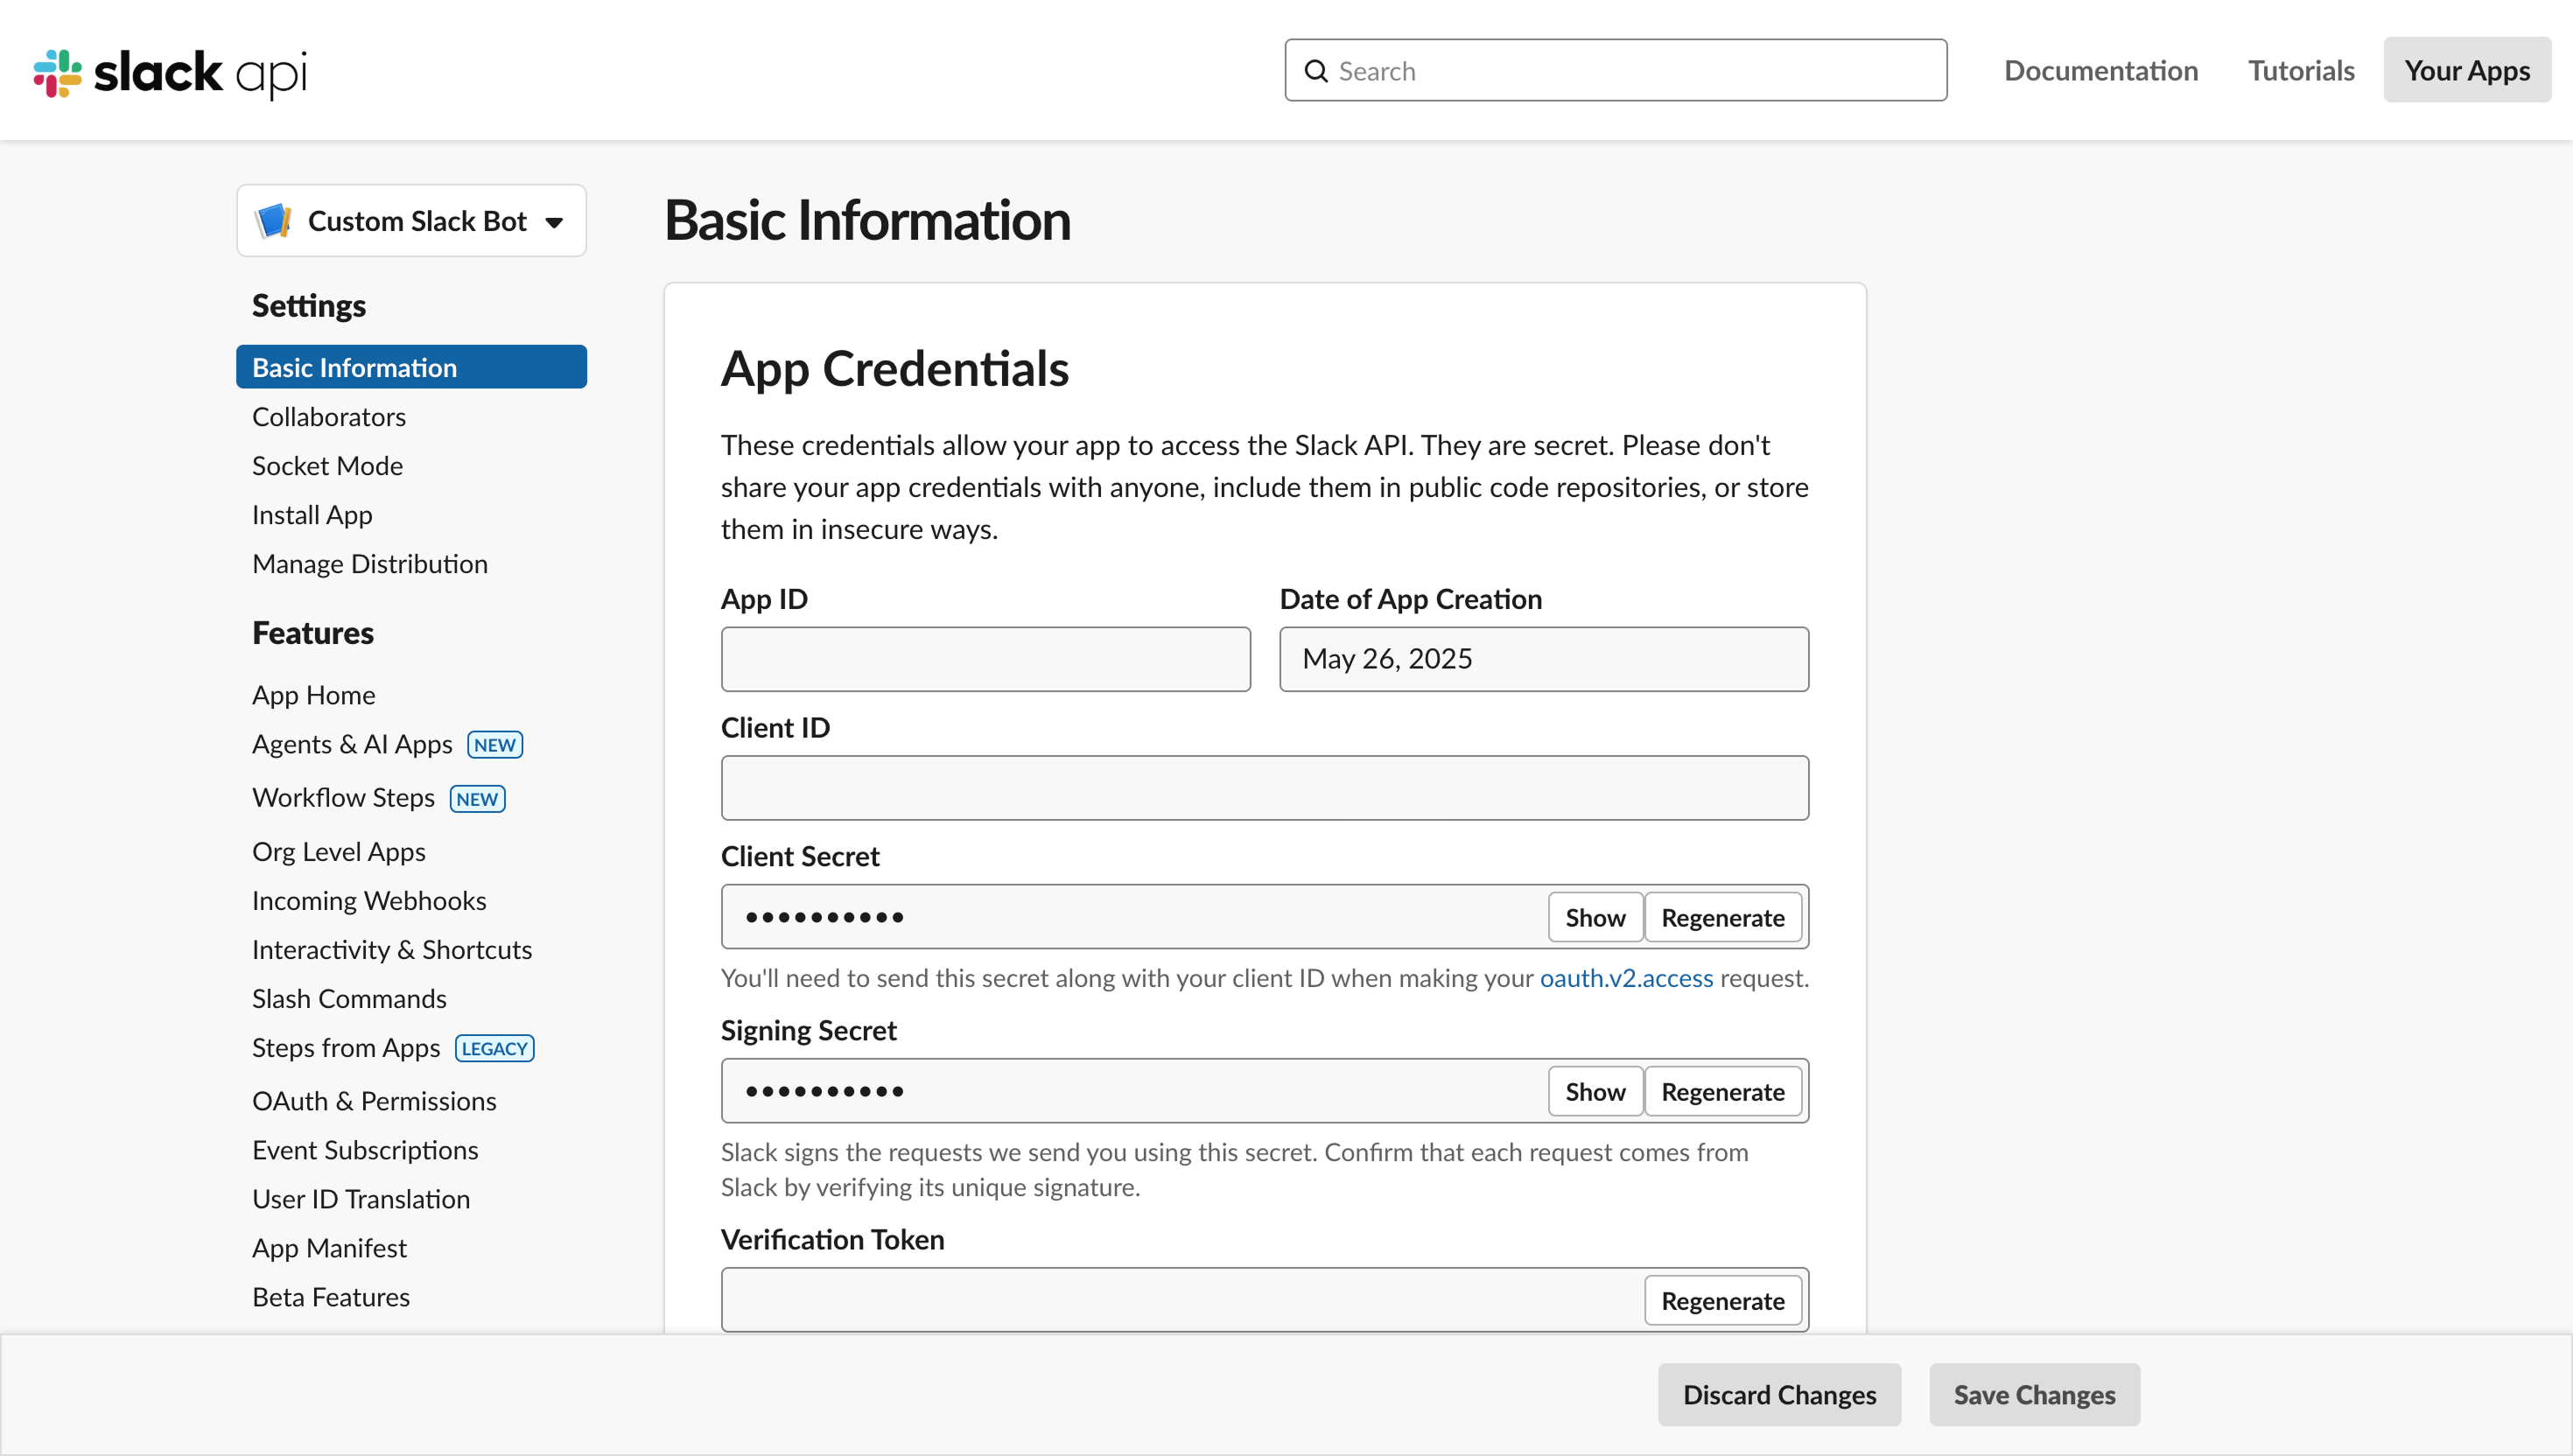 slack api
Search
Documentation
Tutorials
Your Apps
Custom Slack Bot
Settings
Basic Information
Collaborators
Socket Mode
Install App
Manage Distribution
Features
App Home
Agents & AI Apps NEW
Workflow Steps NEW
Org Level Apps
Incoming Webhooks
Interactivity & Shortcuts
Slash Commands
Steps from Apps LEGACY
OAuth & Permissions
Event Subscriptions
User ID Translation
App Manifest
Beta Features
Basic Information
App Credentials
These credentials allow your app to access the Slack API. They are secret. Please don't
share your app credentials with anyone, include them in public code repositories, or store
them in insecure ways.
App ID
Date of App Creation
May 26, 2025
Client ID
Client Secret
•••••••••• Show Regenerate
You'll need to send this secret along with your client ID when making your oauth.v2.access request.
Signing Secret
•••••••••• Show Regenerate
Slack signs the requests we send you using this secret. Confirm that each request comes from
Slack by verifying its unique signature.
Verification Token
Regenerate
Discard Changes
Save Changes